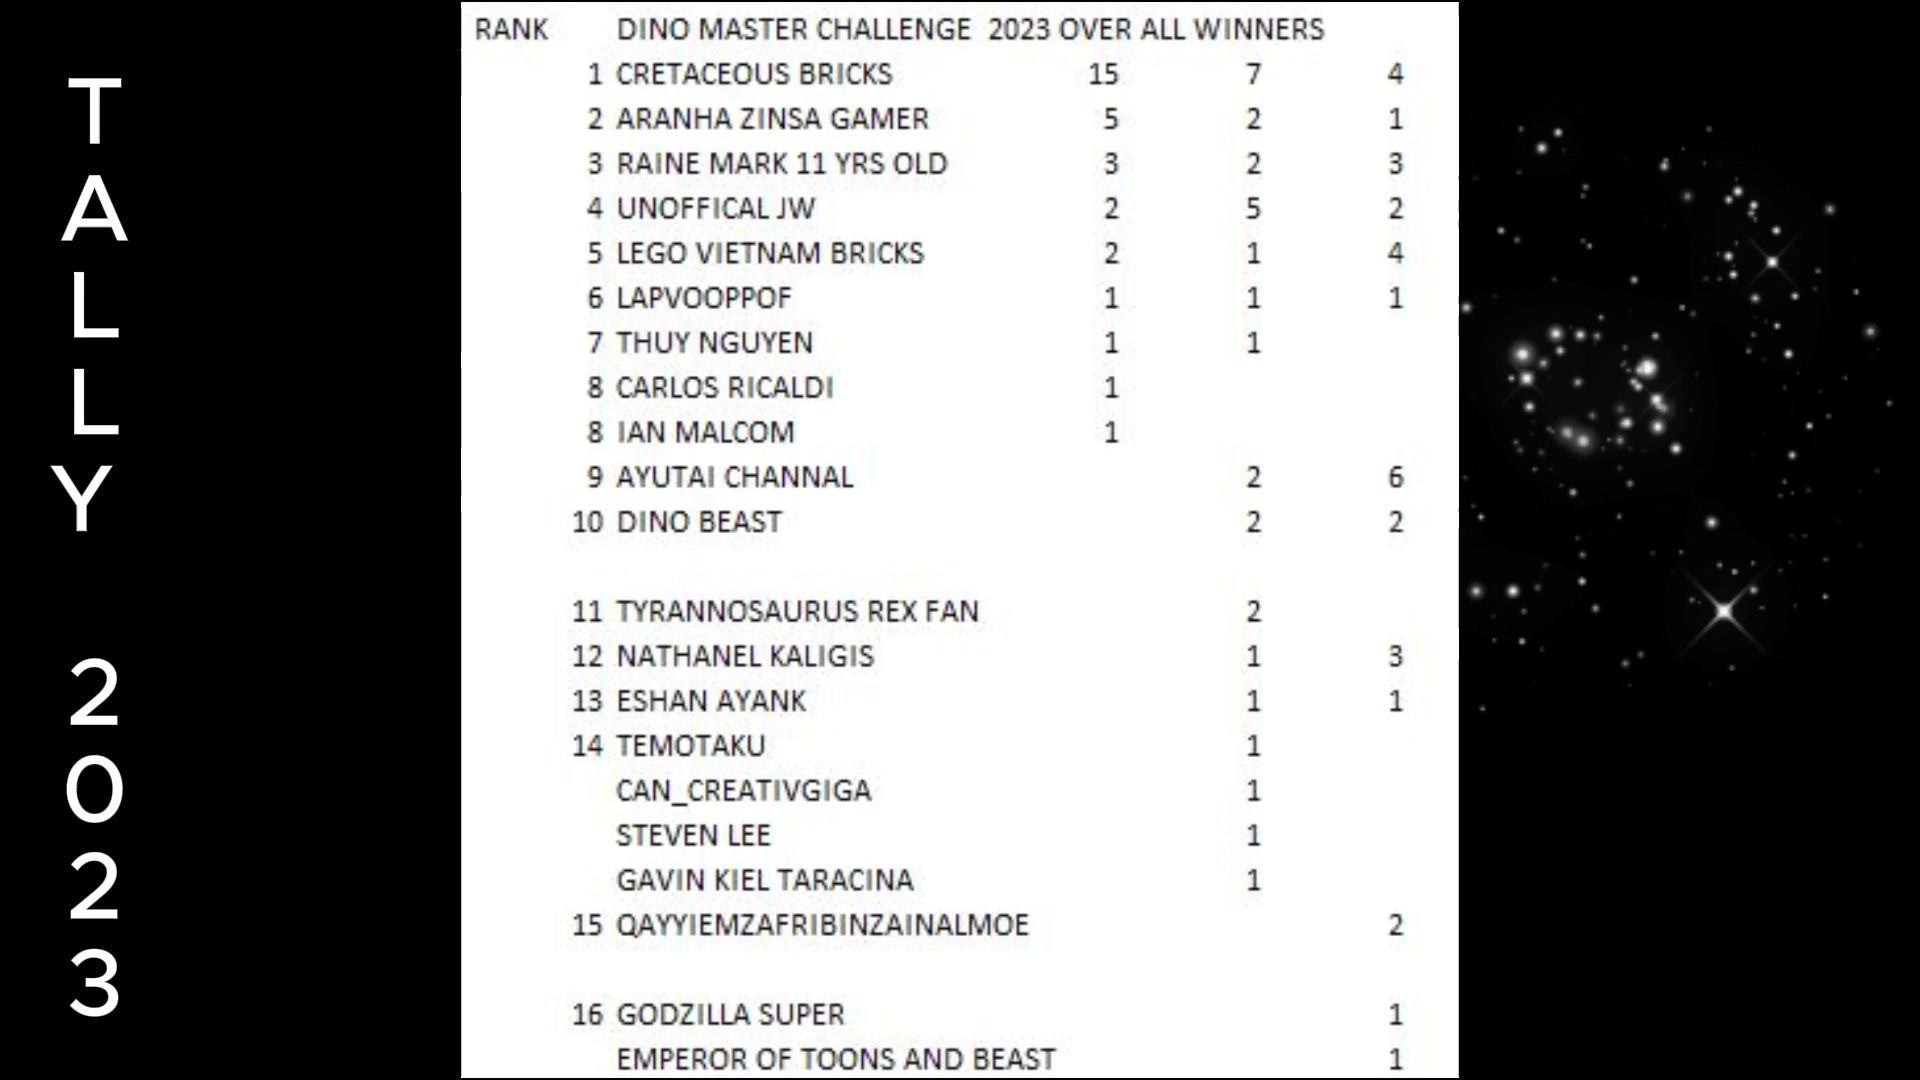 TALLY 2023
RANK DINO MASTER CHALLENGE 2023 OVER ALL WINNERS
1 CRETACEOUS BRICKS 15 7 4
2 ARANHA ZINSA GAMER 5 2 1
3 RAINE MARK 11 YRS OLD 3 2 3
4 UNOFFICAL JW 2 5 2
5 LEGO VIETNAM BRICKS 2 1 4
6 LAPVOOPPOF 1 1 1
7 THUY NGUYEN 1 1
8 CARLOS RICALDI 1
8 IAN MALCOM 1
9 AYUTAI CHANNAL 2 6
10 DINO BEAST 2 2
11 TYRANNOSAURUS REX FAN 2
12 NATHANEL KALIGIS 1 3
13 ESHAN AYANK 1 1
14 TEMOTAKU 1
CAN_CREATIVGIGA 1
STEVEN LEE 1
GAVIN KIEL TARACINA 1
15 QAYYIEMZAFRIBINZAINALMOE 2
16 GODZILLA SUPER 1
EMPEROR OF TOONS AND BEAST 1